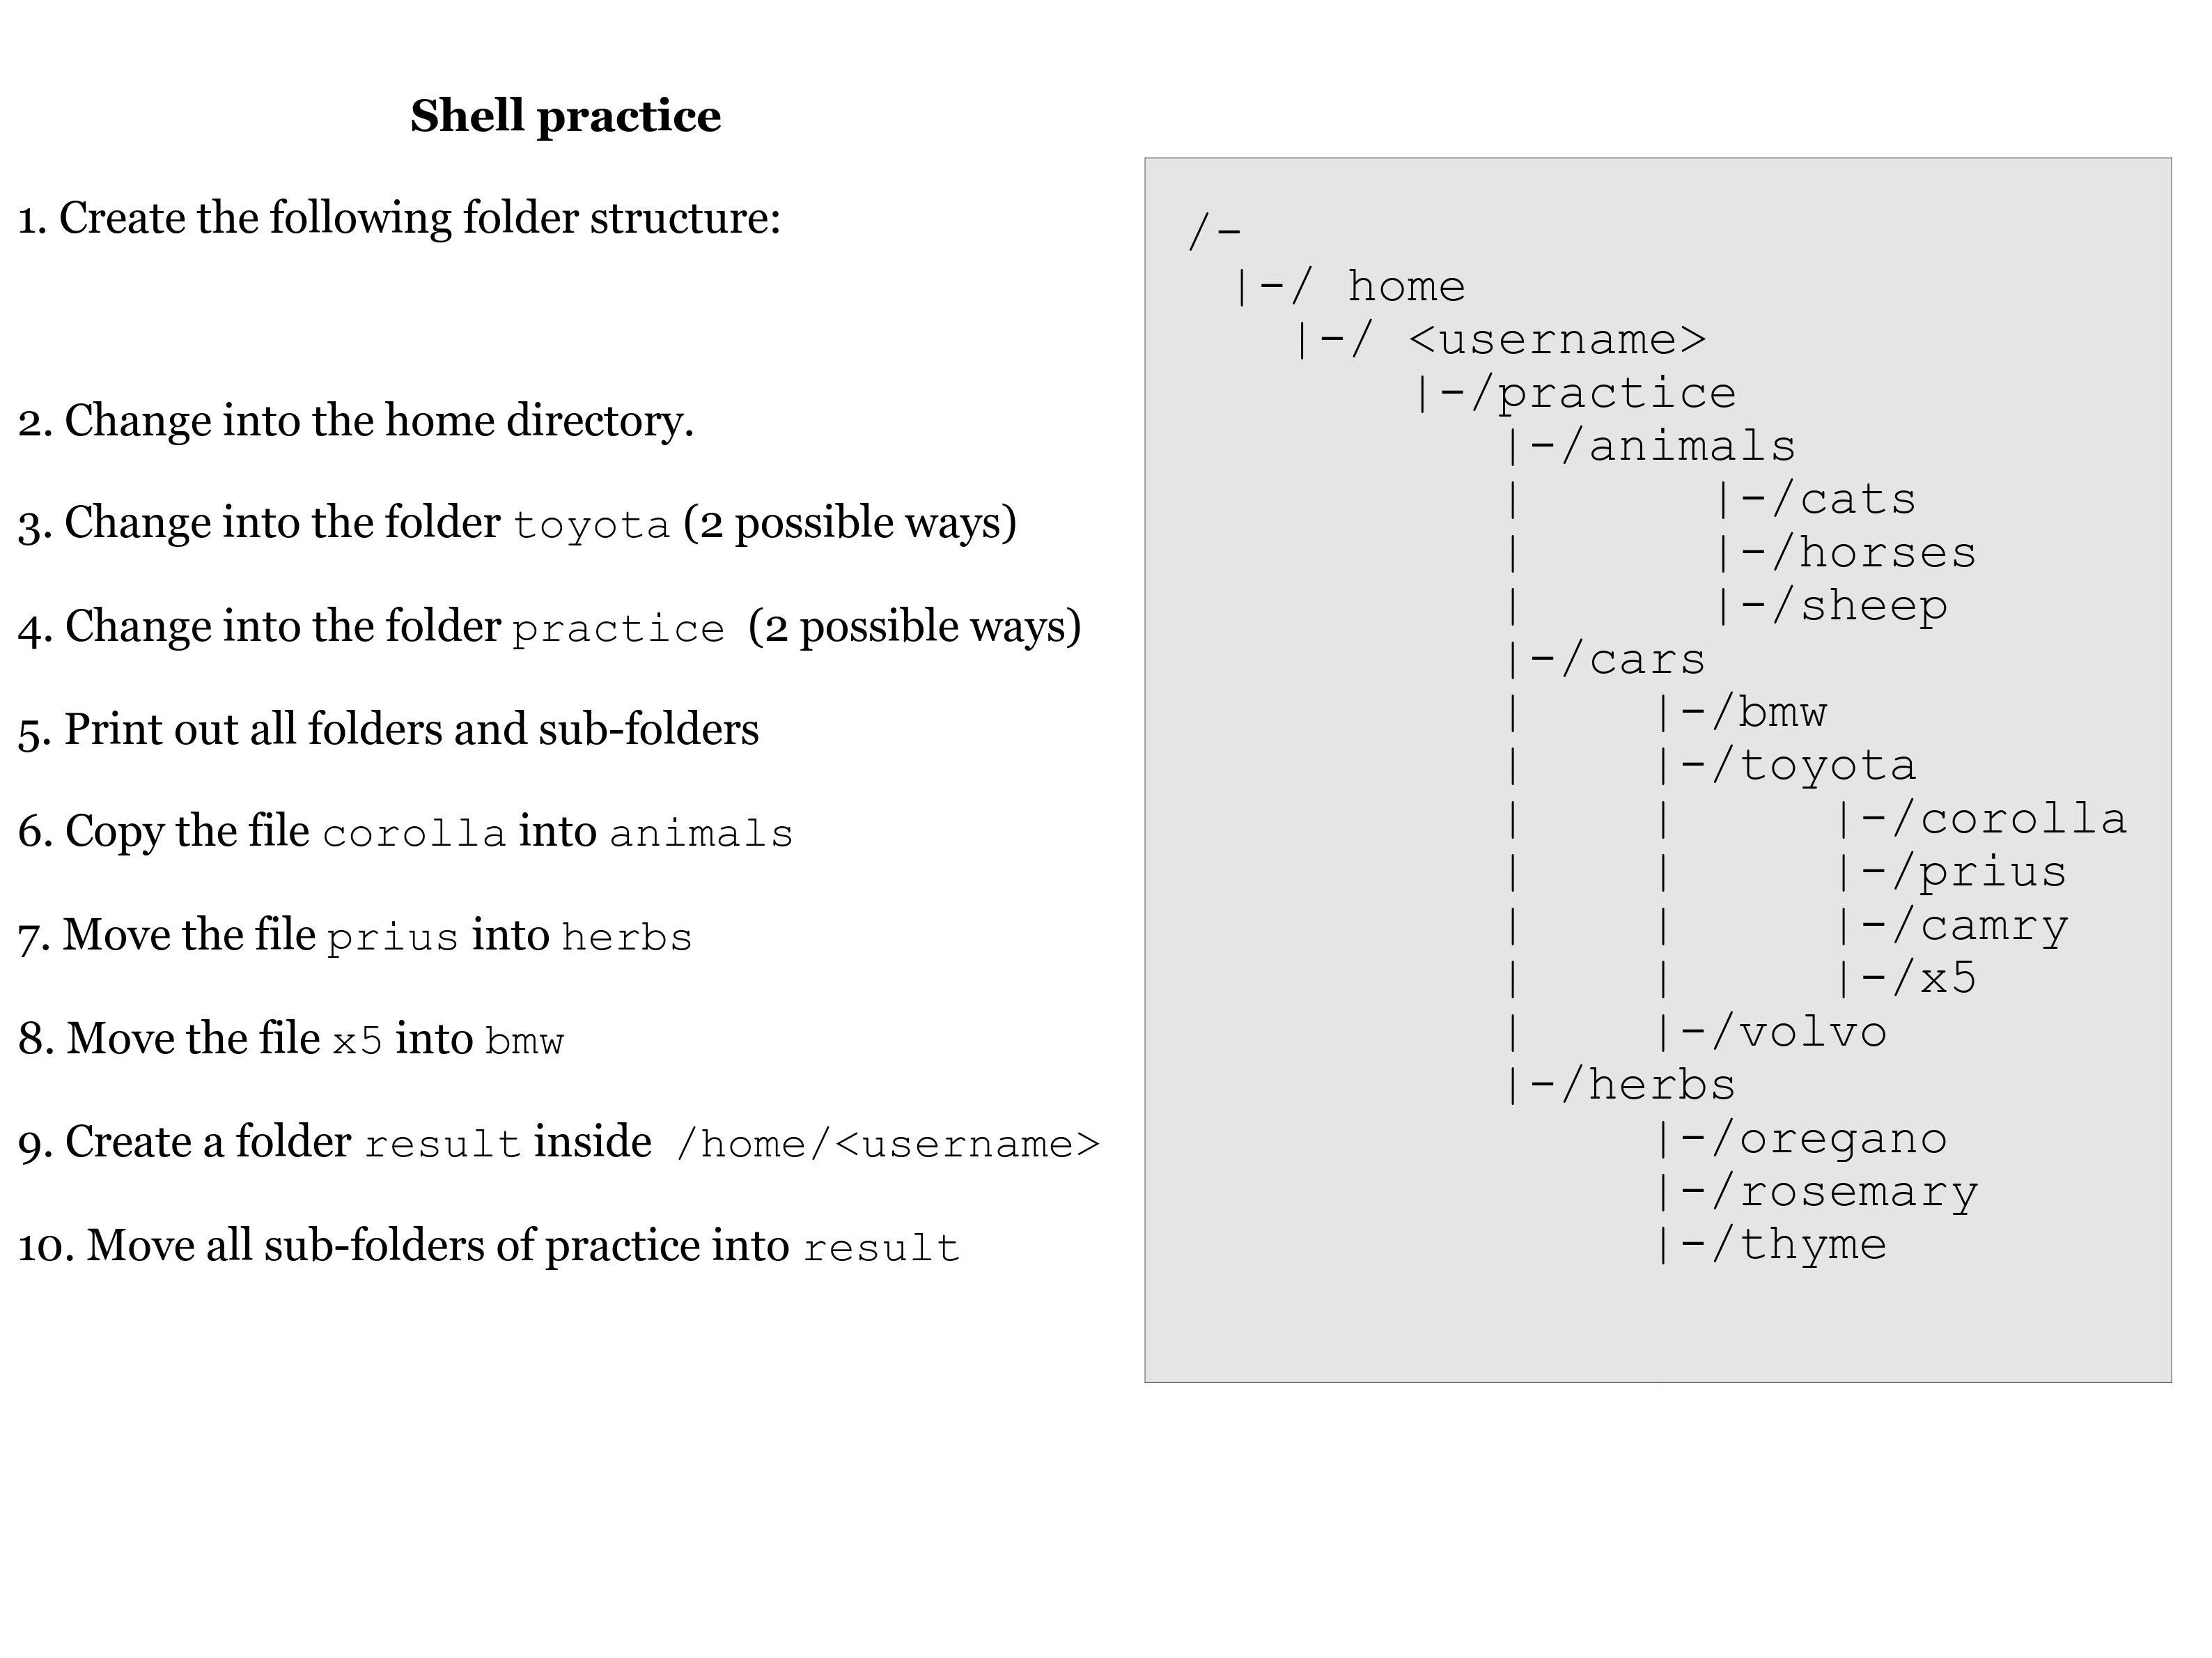 Shell practice
1. Create the following folder structure:
2. Change into the home directory.
3. Change into the folder toyota (2 possible ways)
4. Change into the folder practice (2 possible ways)
5. Print out all folders and sub-folders
6. Copy the file corolla into animals
7. Move the file prius into herbs
8. Move the file x5 into bmw
9. Create a folder result inside /home/<username>
10. Move all sub-folders of practice into result
/-
|-/ home
|-/ <username>
|-/practice
|-/animals
| |-/cats
| |-/horses
| |-/sheep
|-/cars
| |-/bmw
| |-/toyota
| | |-/corolla
| | |-/prius
| | |-/camry
| | |-/x5
| |-/volvo
|-/herbs
|-/oregano
|-/rosemary
|-/thyme